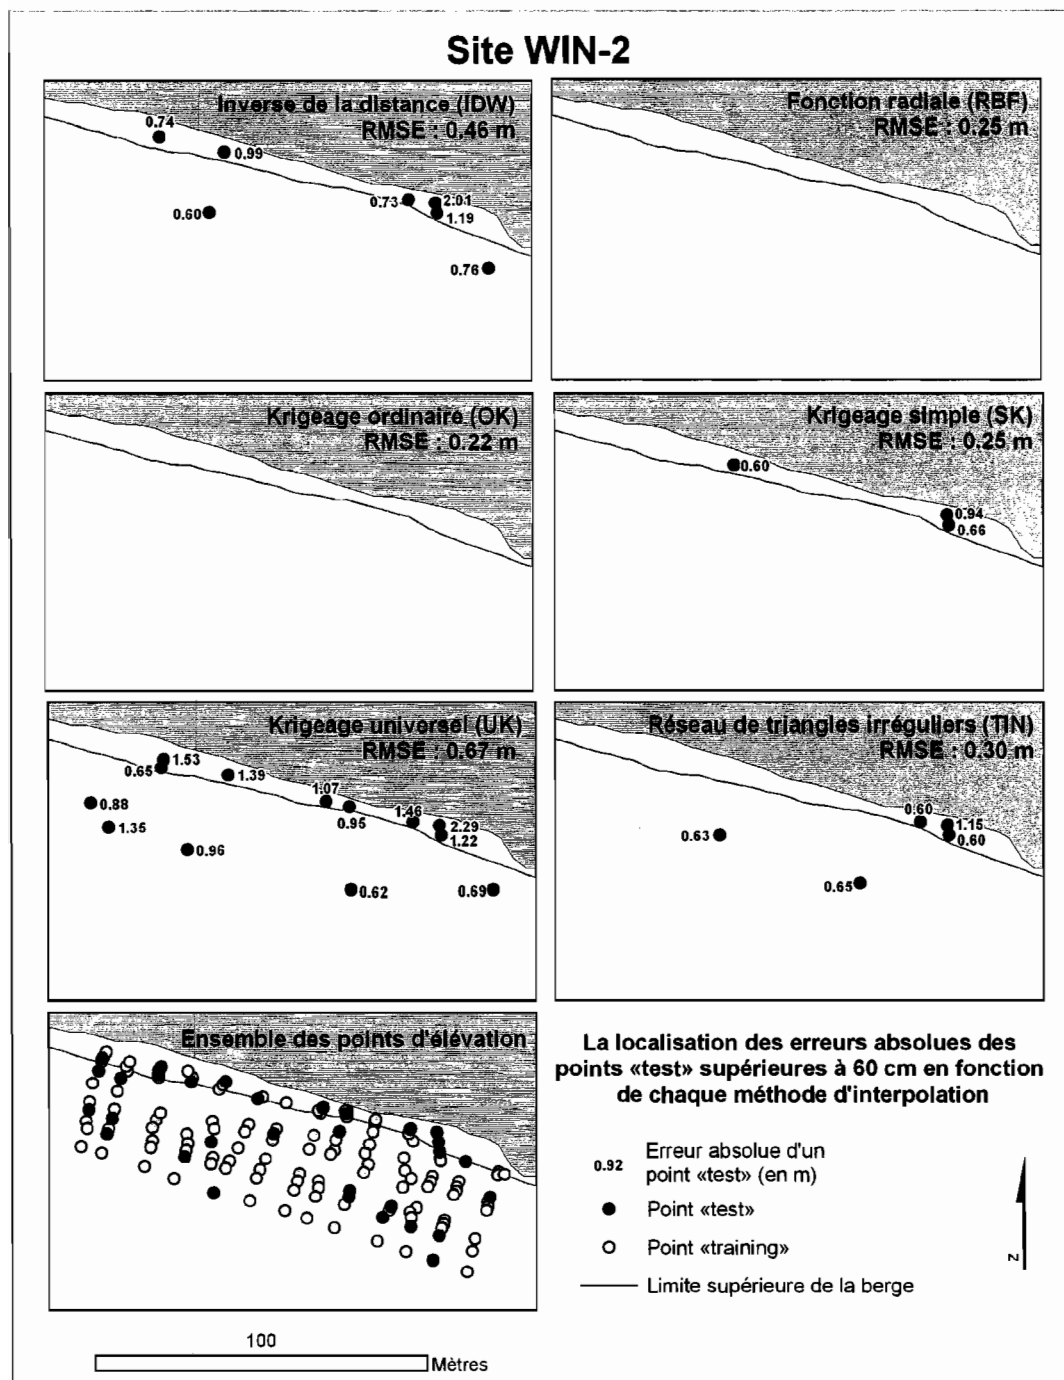 Site WIN-2
Inverse de la distance (IDW)
RMSE : 0.46 m
0.74
0.99
0.73
2.01
1.19
0.60
0.76
Fonction radiale (RBF)
RMSE : 0.25 m
Krigeage ordinaire (OK)
RMSE : 0.22 m
Krigeage simple (SK)
RMSE : 0.25 m
0.60
0.94
0.66
Krigeage universel (UK)
RMSE : 0.67 m
1.53
0.65
1.39
1.07
0.88
0.95
1.46
2.29
1.35
1.22
0.96
0.62
0.69
Réseau de triangles irréguliers (TIN)
RMSE : 0.30 m
0.60
1.15
0.63
0.60
0.65
Ensemble des points d'élévation
La localisation des erreurs absolues des
points «test» supérieures à 60 cm en fonction
de chaque méthode d'interpolation
0.92 Erreur absolue d'un
point «test» (en m)
Point «test»
Point «training»
Limite supérieure de la berge
N
100
Mètres